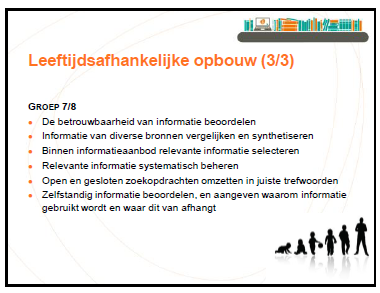 Leeftijdsafhankelijke opbouw (3/3)
GROEP 7/8
De betrouwbaarheid van informatie beoordelen
Informatie van diverse bronnen vergelijken en synthetiseren
Binnen informatieaanbod relevante informatie selecteren
Relevante informatie systematisch beheren
Open en gesloten zoekopdrachten omzetten in juiste trefwoorden
Zelfstandig informatie beoordelen, en aangeven waarom informatie
gebruikt wordt en waar dit van afhangt